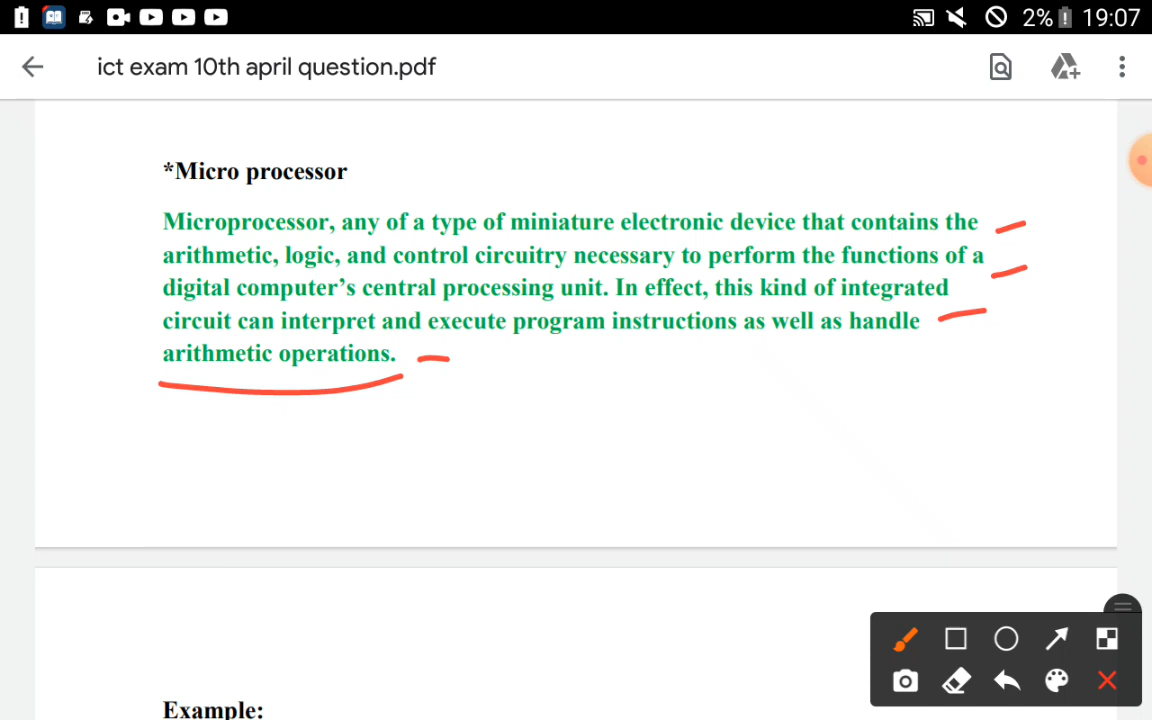 2% 19:07
ict exam 10th april question.pdf
*Micro processor
Microprocessor, any of a type of miniature electronic device that contains the
arithmetic, logic, and control circuitry necessary to perform the functions of a
digital computer’s central processing unit. In effect, this kind of integrated
circuit can interpret and execute program instructions as well as handle
arithmetic operations.
Example: